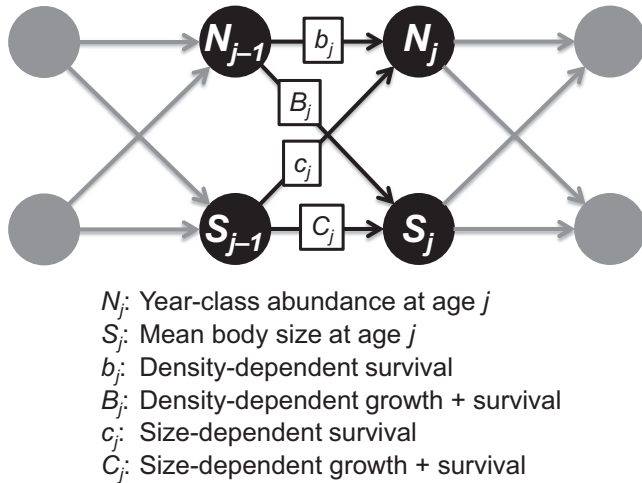 N_{j–1} b_j N_j
B_j
c_j
S_{j–1} C_j S_j
N_j: Year-class abundance at age j
S_j: Mean body size at age j
b_j: Density-dependent survival
B_j: Density-dependent growth + survival
c_j: Size-dependent survival
C_j: Size-dependent growth + survival